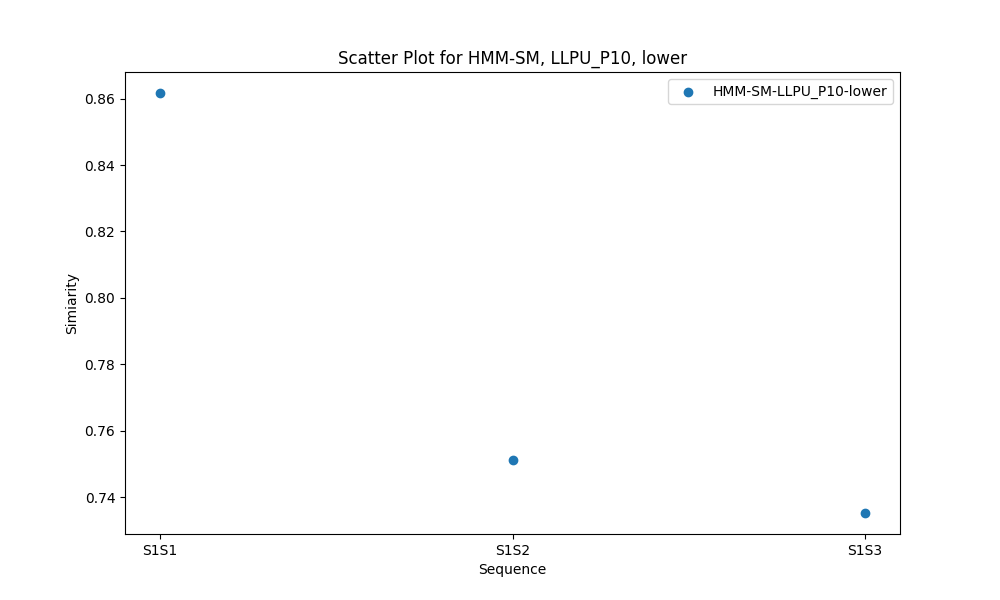 Scatter Plot for HMM-SM, LLPU_P10, lower
HMM-SM-LLPU_P10-lower
0.86
0.84
0.82
0.80
0.78
0.76
0.74
Simiarity
S1S1 S1S2 S1S3
Sequence